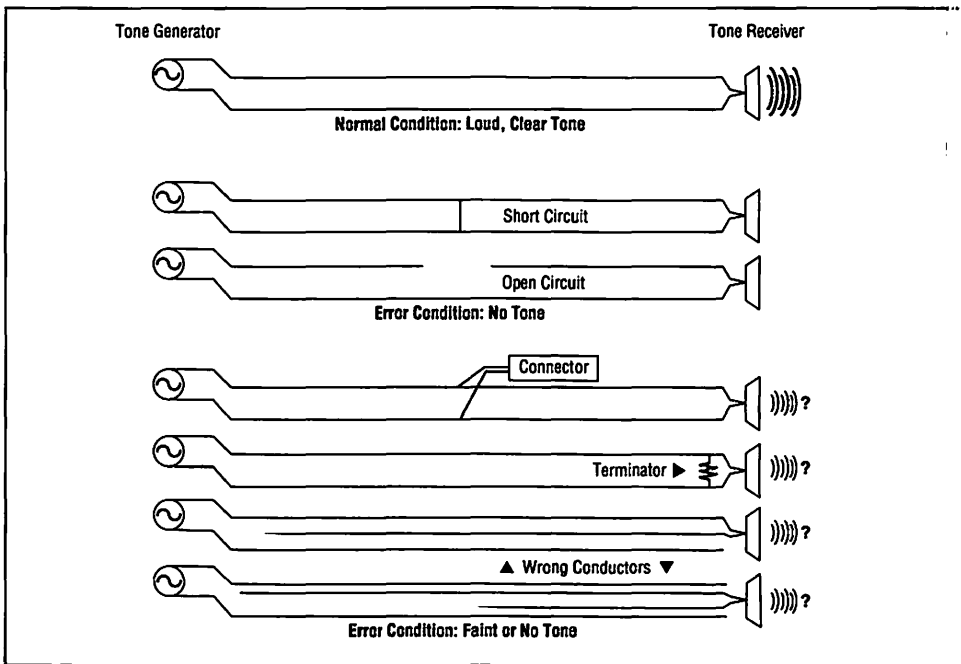 Tone Generator
Tone Receiver
Normal Condition: Loud, Clear Tone
Short Circuit
Open Circuit
Error Condition: No Tone
Connector
?
Terminator ▶
?
?
▲ Wrong Conductors ▼
?
Error Condition: Faint or No Tone